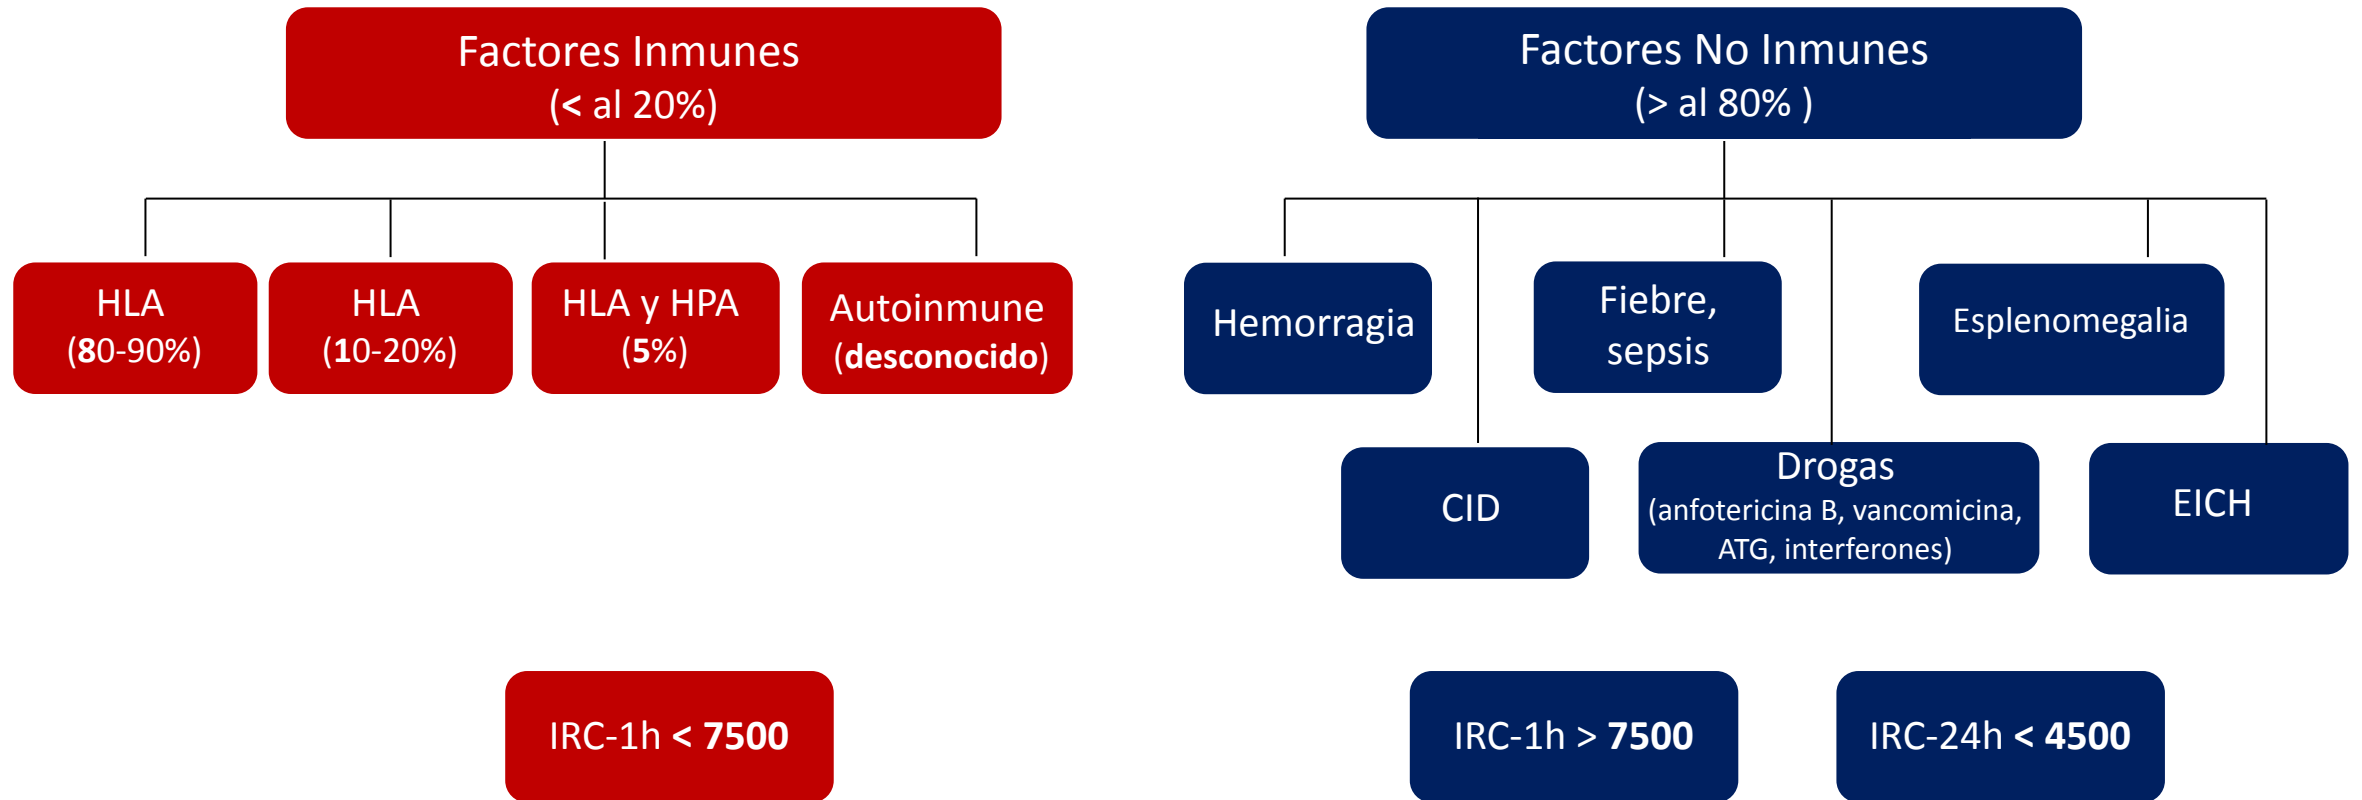 Factores Inmunes
(< al 20%)
Factores No Inmunes
(> al 80% )
HLA
(80-90%)
HLA
(10-20%)
HLA y HPA
(5%)
Autoinmune
(desconocido)
Hemorragia
Fiebre,
sepsis
Esplenomegalia
CID
Drogas
(anfotericina B, vancomicina,
ATG, interferones)
EICH
IRC-1h < 7500
IRC-1h > 7500
IRC-24h < 4500